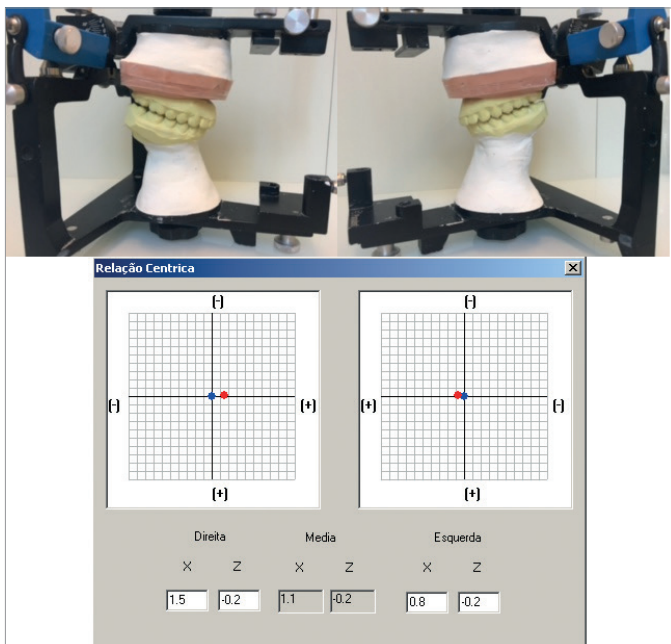 Relação Centrica
(-) (-)
(-) (+) (+) (-)
(+) (+)
Direita Media Esquerda
X Z X Z X Z
1.5 -0.2 1.1 -0.2 0.8 -0.2